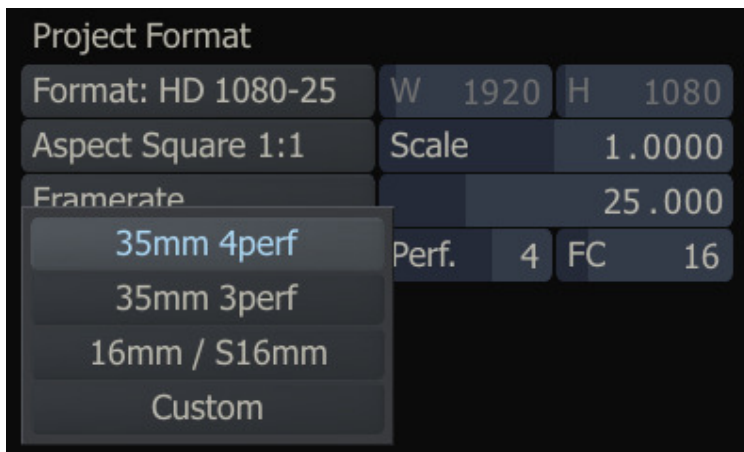 Project Format
Format: HD 1080-25 W 1920 H 1080
Aspect Square 1:1 Scale 1.0000
Framerate 25.000
35mm 4perf Perf. 4 FC 16
35mm 3perf
16mm / S16mm
Custom